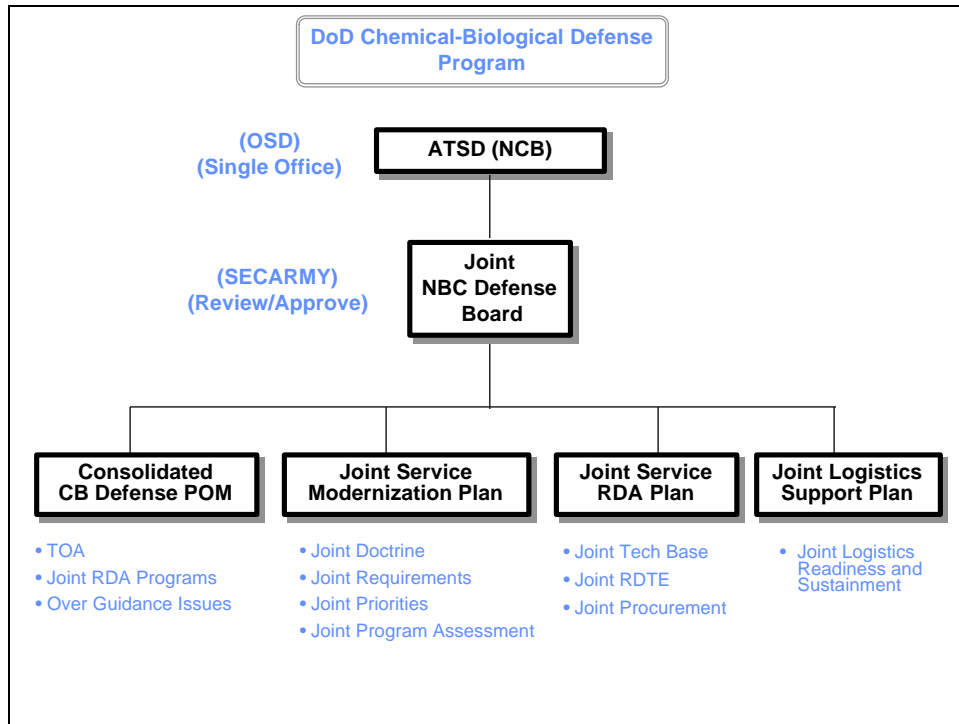 DoD Chemical-Biological Defense
Program
(OSD)
(Single Office)
ATSD (NCB)
(SECARMY)
(Review/Approve)
Joint
NBC Defense
Board
Consolidated
CB Defense POM
• TOA
• Joint RDA Programs
• Over Guidance Issues
Joint Service
Modernization Plan
• Joint Doctrine
• Joint Requirements
• Joint Priorities
• Joint Program Assessment
Joint Service
RDA Plan
• Joint Tech Base
• Joint RDTE
• Joint Procurement
Joint Logistics
Support Plan
• Joint Logistics
Readiness and
Sustainment